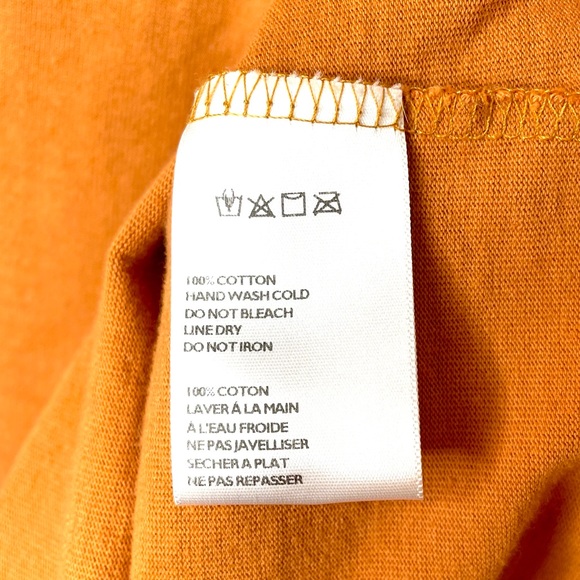 100% COTTON
HAND WASH COLD
DO NOT BLEACH
LINE DRY
DO NOT IRON
100% COTON
LAVER À LA MAIN
À L'EAU FROIDE
NE PAS JAVELLISER
SECHER A PLAT
NE PAS REPASSER